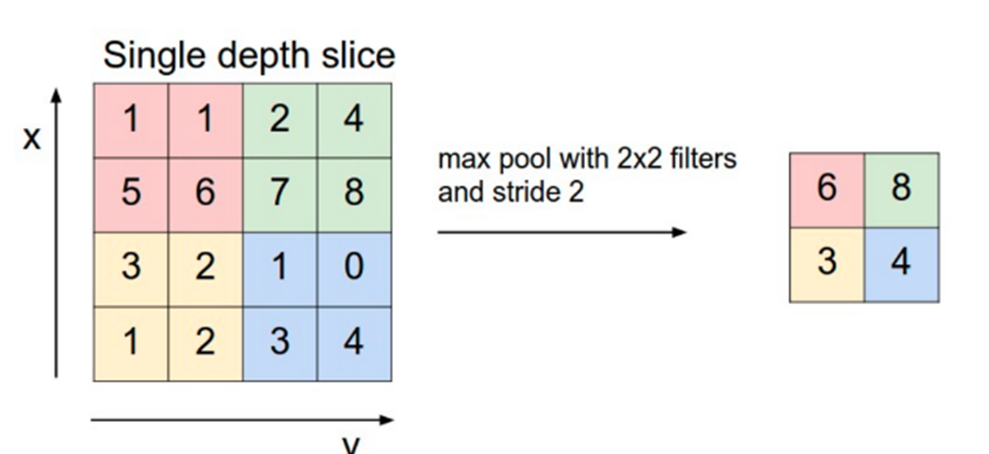 Single depth slice
x
1 1 2 4
5 6 7 8
3 2 1 0
1 2 3 4
y
max pool with 2x2 filters
and stride 2
6 8
3 4